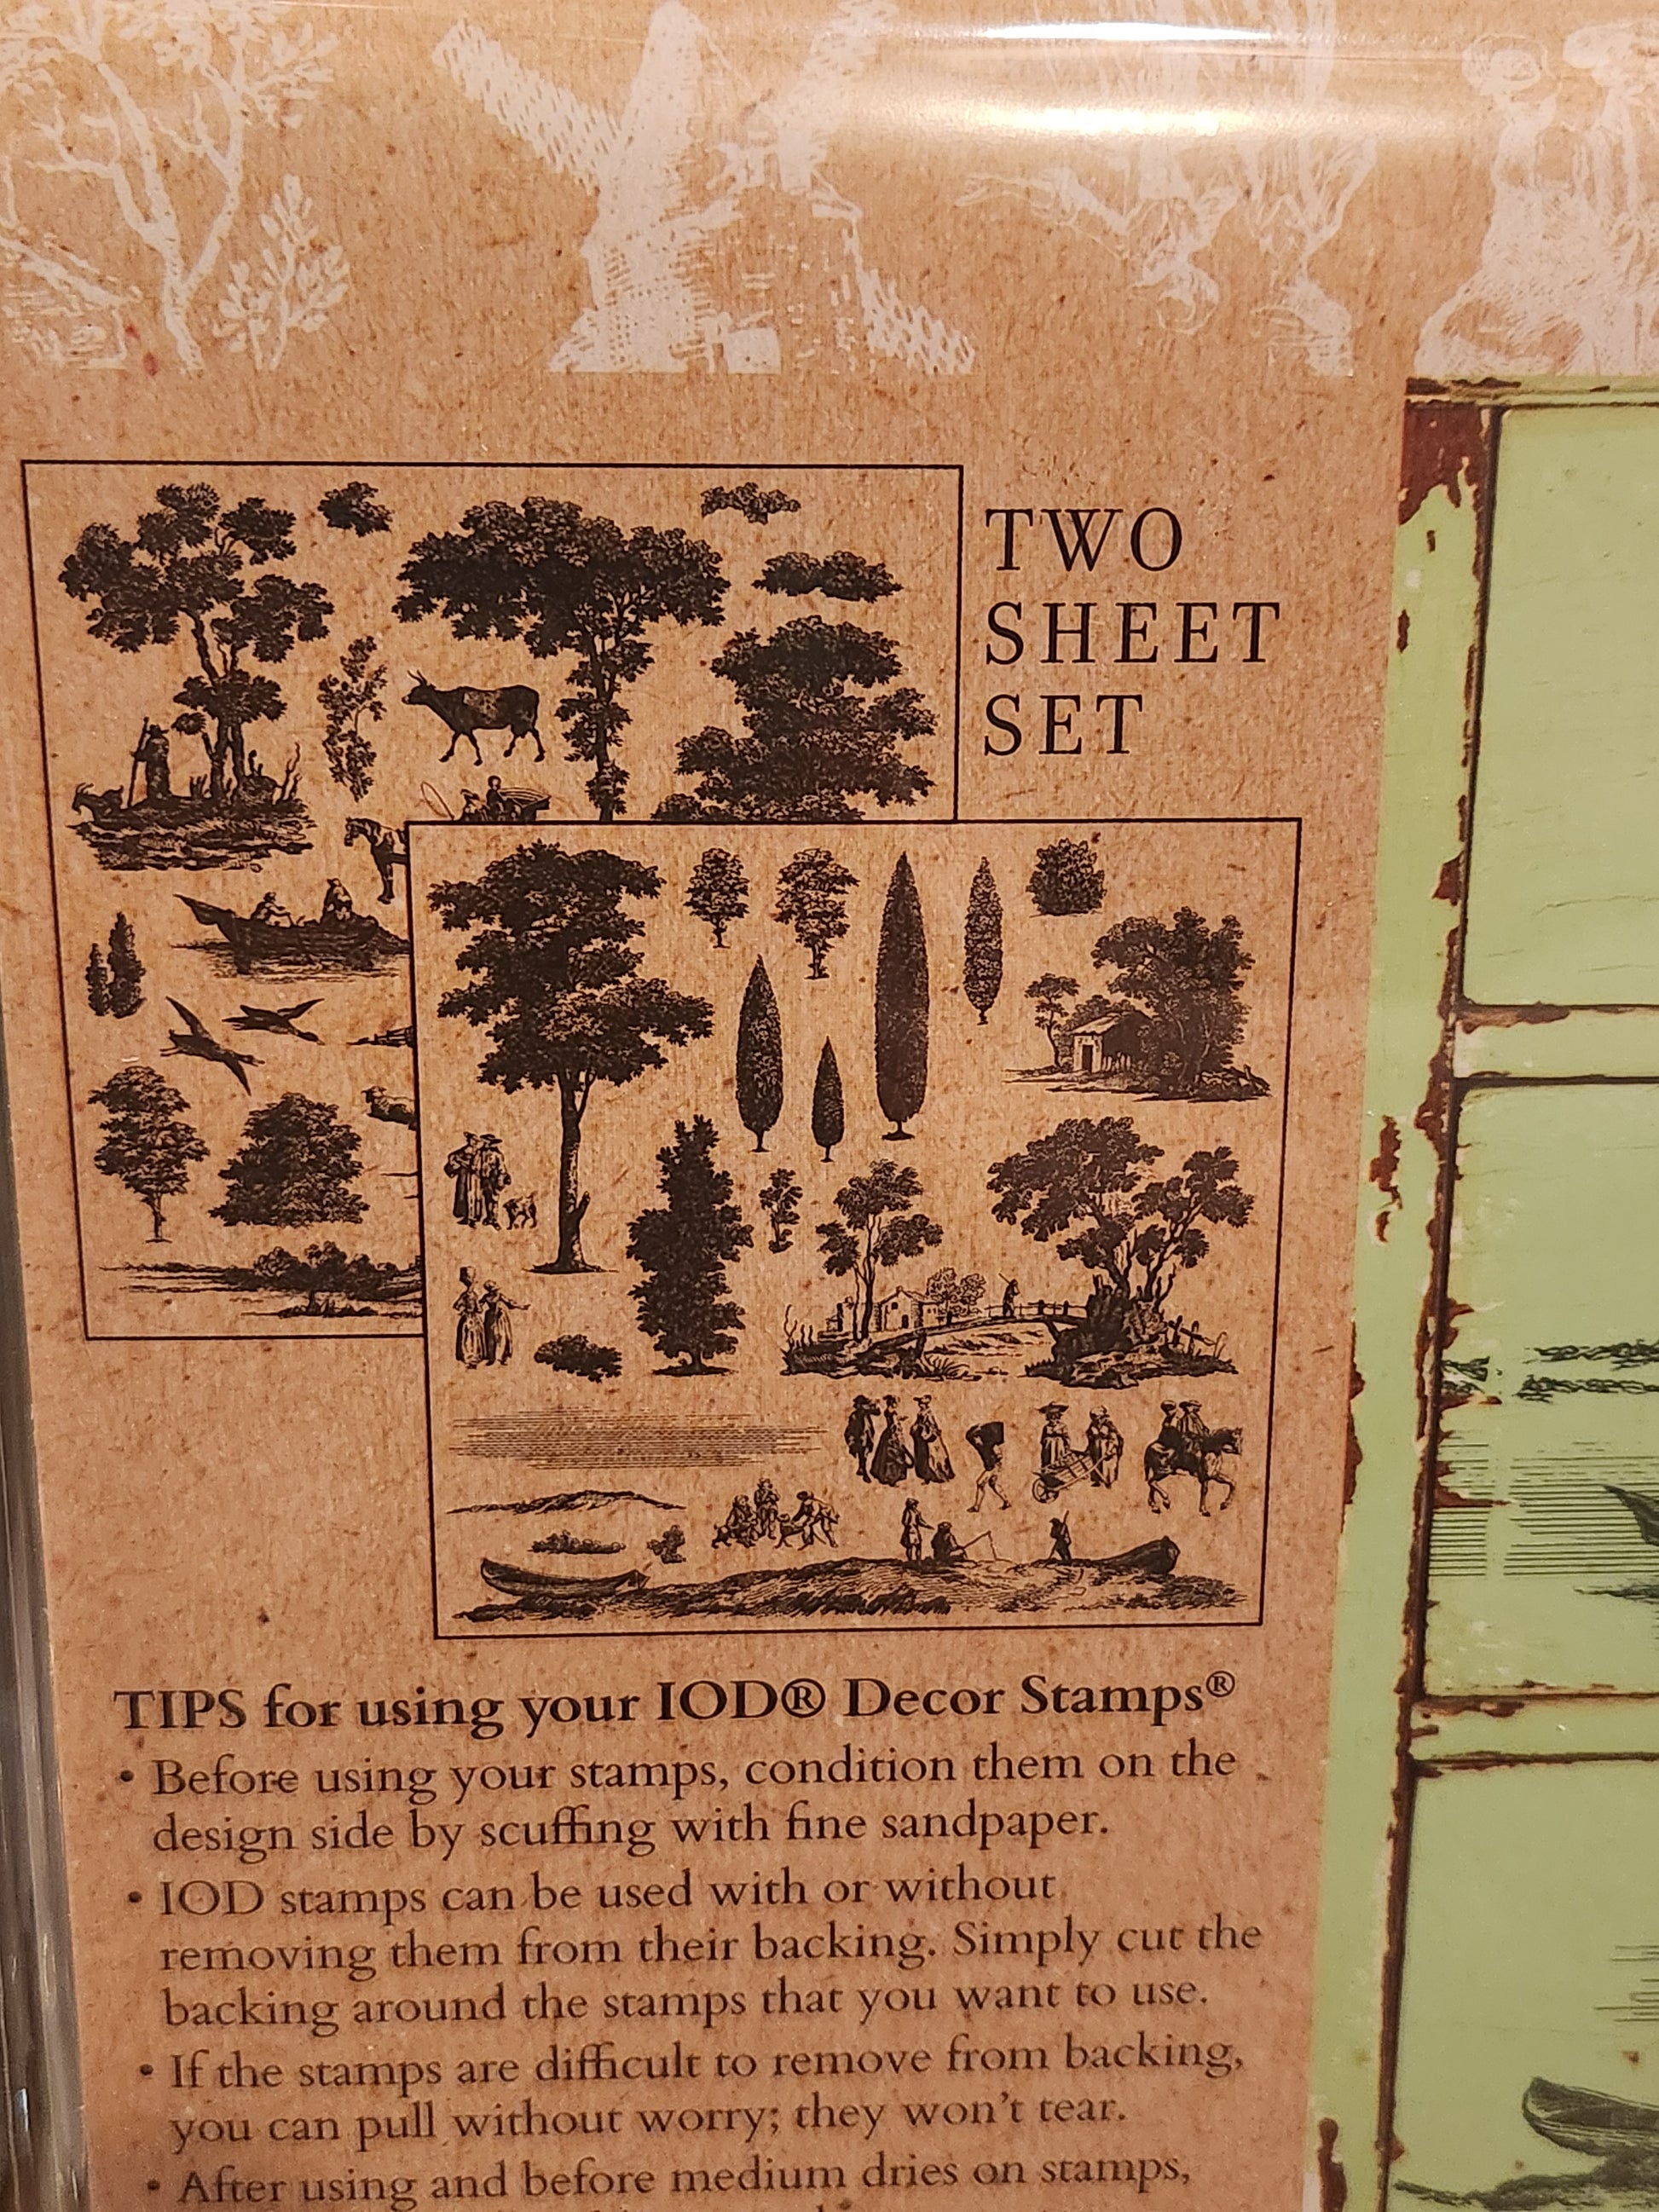 TWO
SHEET
SET
TIPS for using your IOD® Decor Stamps®
• Before using your stamps, condition them on the
design side by scuffing with fine sandpaper.
• IOD stamps can be used with or without
removing them from their backing. Simply cut the
backing around the stamps that you want to use.
• If the stamps are difficult to remove from backing,
you can pull without worry; they won't tear.
• After using and before medium dries on stamps,